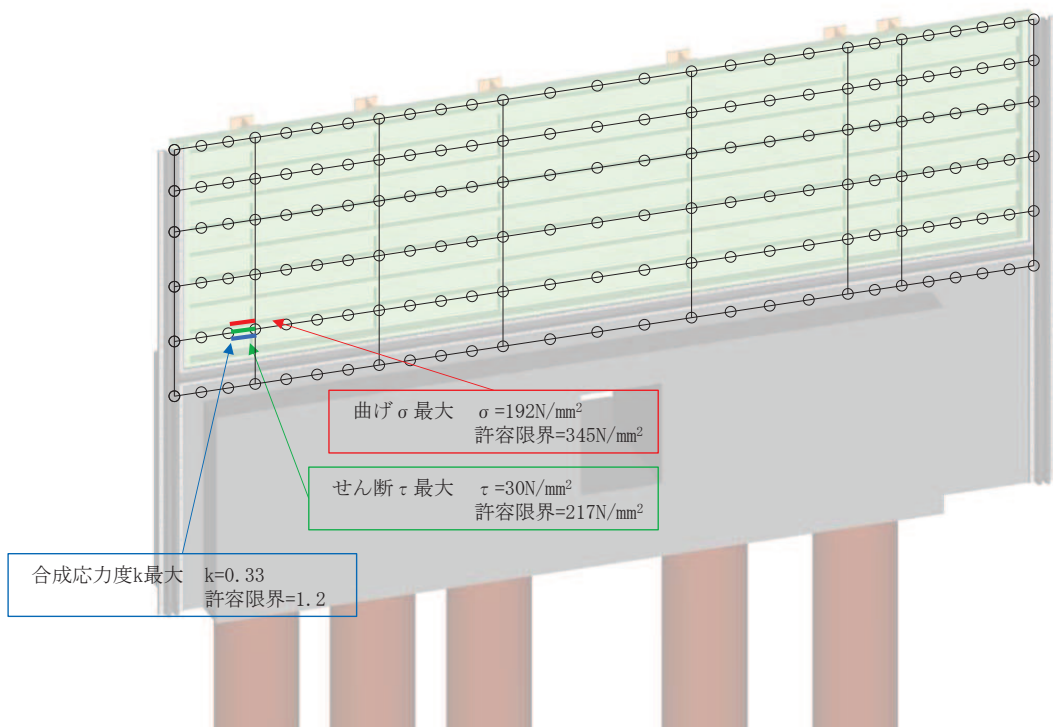 曲げσ最大 σ=192N/mm²
許容限界=345N/mm²
せん断τ最大 τ=30N/mm²
許容限界=217N/mm²
合成応力度k最大 k=0.33
許容限界=1.2